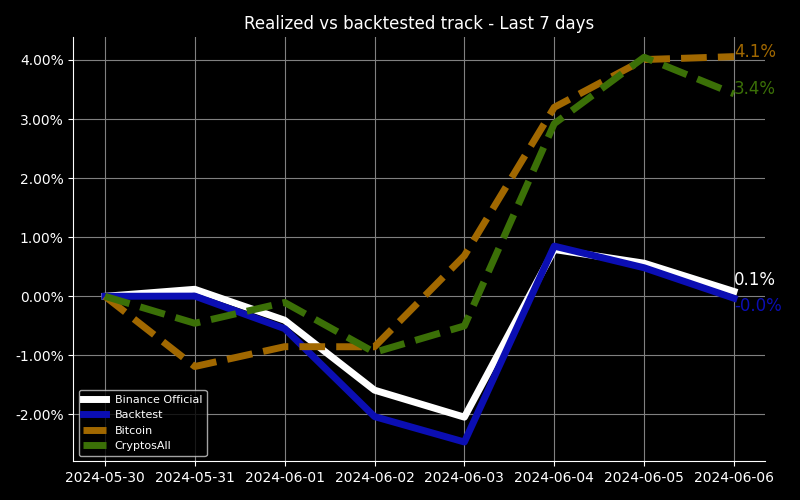 Realized vs backtested track - Last 7 days
4.00%
3.00%
2.00%
1.00%
0.00%
-1.00%
-2.00%
4.1%
3.4%
0.1%
-0.0%
Binance Official
Backtest
Bitcoin
CryptosAll
2024-05-30 2024-05-31 2024-06-01 2024-06-02 2024-06-03 2024-06-04 2024-06-05 2024-06-06